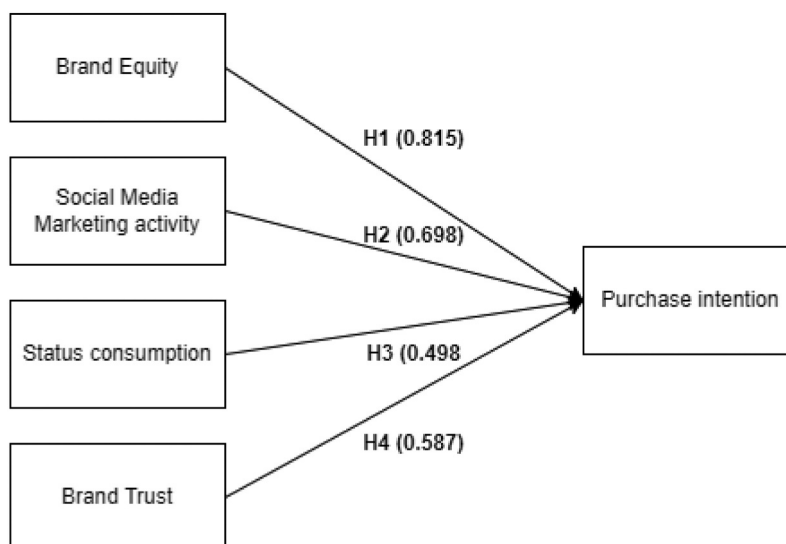 Brand Equity
H1 (0.815)
Social Media
Marketing activity
H2 (0.698)
Purchase intention
Status consumption
H3 (0.498
H4 (0.587)
Brand Trust